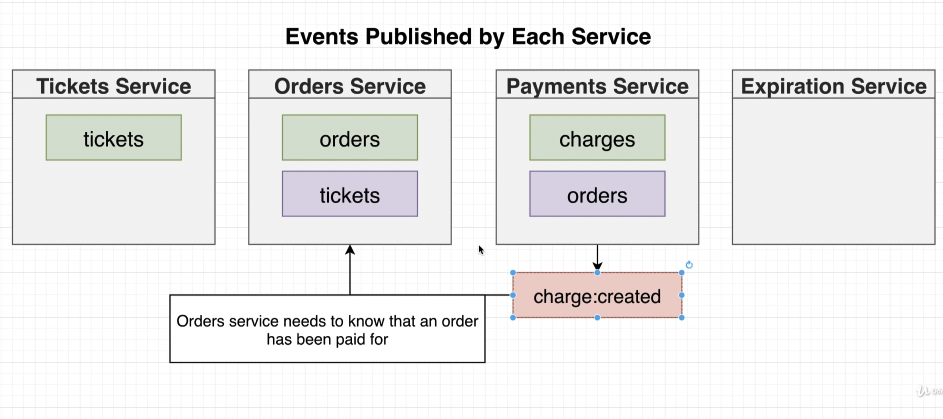 Events Published by Each Service
Tickets Service
Orders Service
Payments Service
Expiration Service
tickets
orders
charges
tickets
orders
charge:created
Orders service needs to know that an order
has been paid for